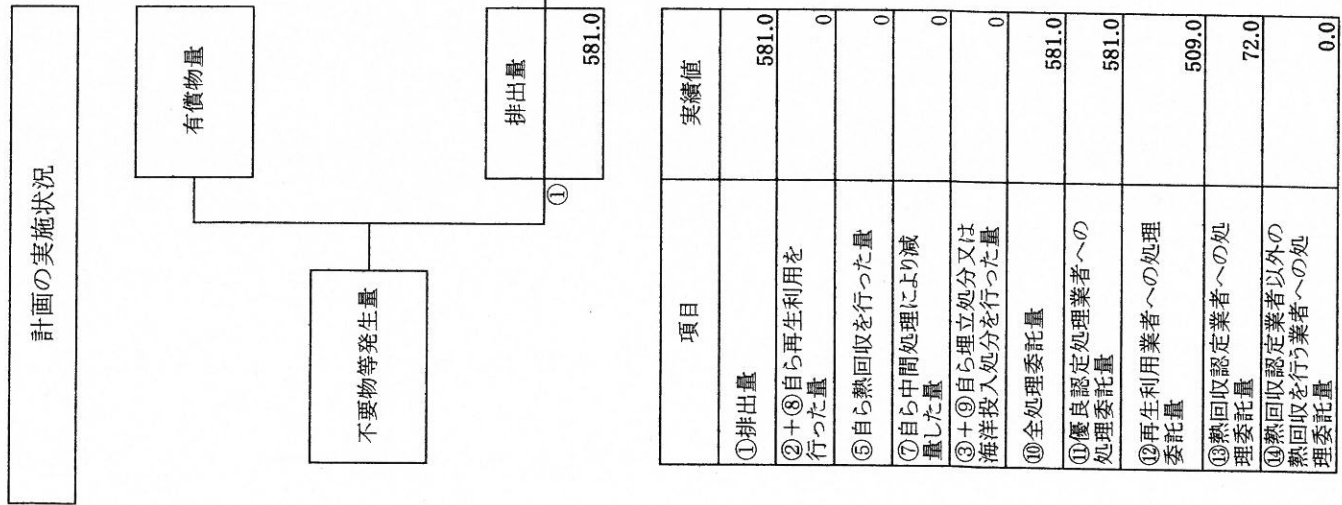 計画の実施状況
有償物量
不要物等発生量
排出量
①
581.0
項目
実績値
①排出量
581.0
②+⑧自ら再生利用を
行った量
0
⑤自ら熱回収を行った量
0
⑦自ら中間処理により減
量した量
0
③+⑨自ら埋立処分又は
海洋投入処分を行った量
0
⑩全処理委託量
581.0
⑪優良認定処理業者への
処理委託量
581.0
⑫再生利用業者への処理
委託量
509.0
⑬熱回収認定業者への処
理委託量
72.0
⑭熱回収認定業者以外の
熱回収を行う業者への処
理委託量
0.0